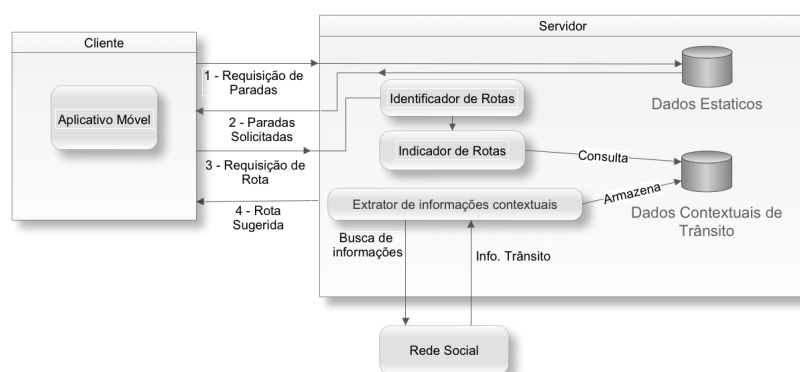 Cliente
Servidor
Aplicativo Móvel
1 - Requisição de
Paradas
2 - Paradas
Solicitadas
3 - Requisição de
Rota
4 - Rota
Sugerida
Identificador de Rotas
Indicador de Rotas
Extrator de informações contextuais
Dados Estaticos
Consulta
Armazena
Dados Contextuais de
Trânsito
Busca de
informações
Info. Trânsito
Rede Social